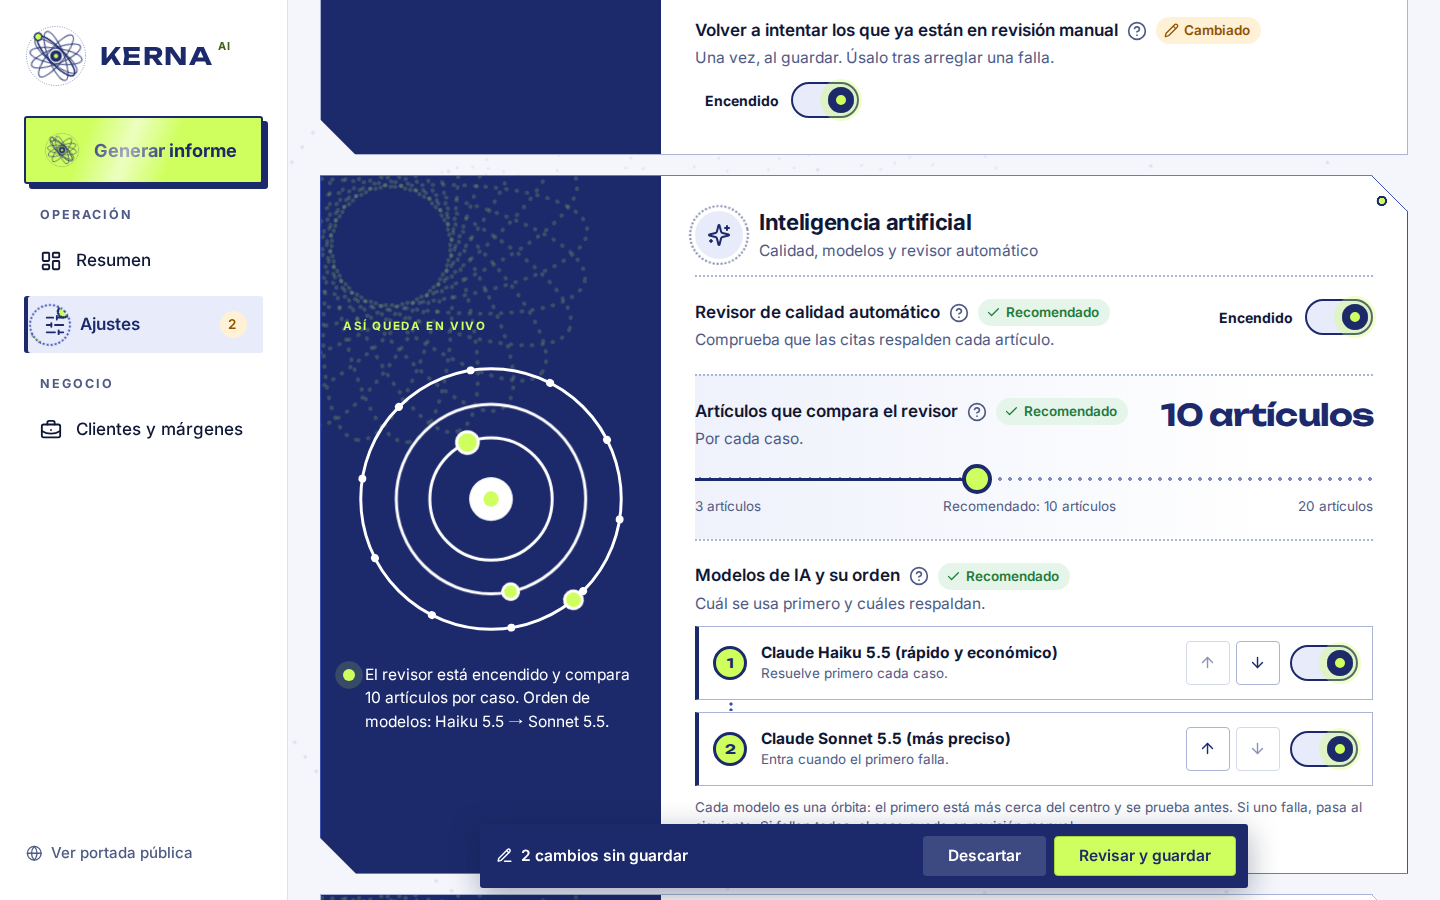 KERNA AI
Generar informe
OPERACIÓN
Resumen
Ajustes
2
NEGOCIO
Clientes y márgenes
Ver portada pública
Volver a intentar los que ya están en revisión manual
Cambiado
Una vez, al guardar. Úsalo tras arreglar una falla.
Encendido
ASÍ QUEDA EN VIVO
El revisor está encendido y compara
10 artículos por caso. Orden de
modelos: Haiku 5.5 → Sonnet 5.5.
Inteligencia artificial
Calidad, modelos y revisor automático
Revisor de calidad automático
Recomendado
Encendido
Comprueba que las citas respalden cada artículo.
Artículos que compara el revisor
Recomendado
10 artículos
Por cada caso.
3 artículos
Recomendado: 10 artículos
20 artículos
Modelos de IA y su orden
Recomendado
Cuál se usa primero y cuáles respaldan.
1
Claude Haiku 5.5 (rápido y económico)
Resuelve primero cada caso.
2
Claude Sonnet 5.5 (más preciso)
Entra cuando el primero falla.
Cada modelo es una órbita: el primero está más cerca del centro y se prueba antes. Si uno falla, pasa al
2 cambios sin guardar
Descartar
Revisar y guardar